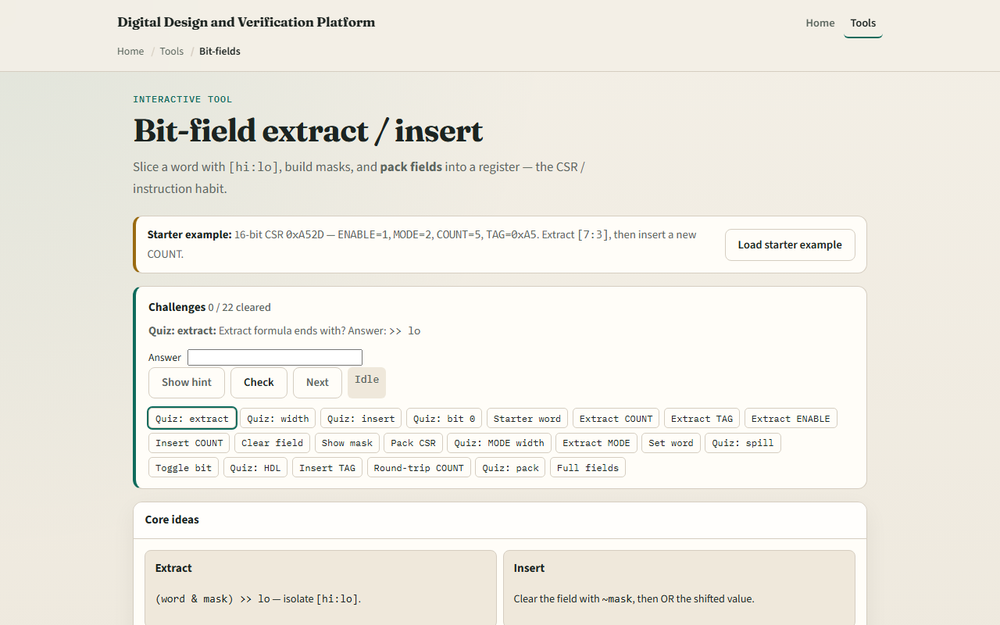 Digital Design and Verification Platform
Home Tools
Home / Tools / Bit-fields
INTERACTIVE TOOL
Bit-field extract / insert
Slice a word with [hi:lo], build masks, and pack fields into a register — the CSR /
instruction habit.
Starter example: 16-bit CSR 0xA52D — ENABLE=1, MODE=2, COUNT=5, TAG=0xA5. Extract [7:3], then insert a new
COUNT.
Load starter example
Challenges 0 / 22 cleared
Quiz: extract: Extract formula ends with? Answer: >> lo
Answer
Show hint Check Next Idle
Quiz: extract Quiz: width Quiz: insert Quiz: bit 0 Starter word Extract COUNT Extract TAG Extract ENABLE
Insert COUNT Clear field Show mask Pack CSR Quiz: MODE width Extract MODE Set word Quiz: spill
Toggle bit Quiz: HDL Insert TAG Round-trip COUNT Quiz: pack Full fields
Core ideas
Extract
(word & mask) >> lo — isolate [hi:lo].
Insert
Clear the field with ~mask, then OR the shifted value.